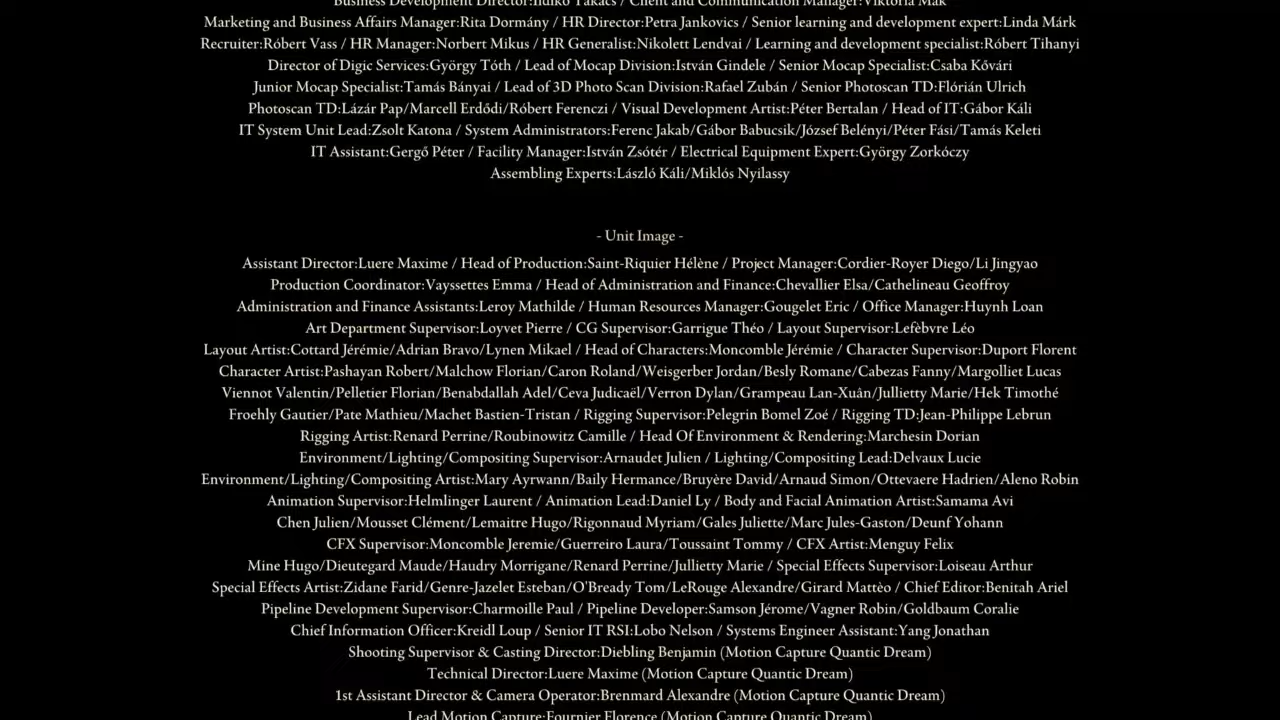 Business Development Director:Ildikó Takács / Client and Communication Manager:Viktória Mák
Marketing and Business Affairs Manager:Rita Dormány / HR Director:Petra Jankovics / Senior learning and development expert:Linda Márk
Recruiter:Róbert Vass / HR Manager:Norbert Mikus / HR Generalist:Nikolett Lendvai / Learning and development specialist:Róbert Tihanyi
Director of Digic Services:György Tóth / Lead of Mocap Division:István Gindele / Senior Mocap Specialist:Csaba Kővári
Junior Mocap Specialist:Tamás Bányai / Lead of 3D Photo Scan Division:Rafael Zubán / Senior Photoscan TD:Flórián Ulrich
Photoscan TD:Lázár Pap/Marcell Erdődi/Róbert Ferenczi / Visual Development Artist:Péter Bertalan / Head of IT:Gábor Káli
IT System Unit Lead:Zsolt Katona / System Administrators:Ferenc Jakab/Gábor Babucsik/József Belényi/Péter Fási/Tamás Keleti
IT Assistant:Gergő Péter / Facility Manager:István Zsótér / Electrical Equipment Expert:György Zorkóczy
Assembling Experts:László Káli/Miklós Nyilassy
- Unit Image -
Assistant Director:Luere Maxime / Head of Production:Saint-Riquier Hélène / Project Manager:Cordier-Royer Diego/Li Jingyao
Production Coordinator:Vayssettes Emma / Head of Administration and Finance:Chevallier Elsa/Cathelineau Geoffroy
Administration and Finance Assistants:Leroy Mathilde / Human Resources Manager:Gougelet Eric / Office Manager:Huynh Loan
Art Department Supervisor:Loyvet Pierre / CG Supervisor:Garrigue Théo / Layout Supervisor:Lefèbvre Léo
Layout Artist:Cottard Jérémie/Adrian Bravo/Lynen Mikael / Head of Characters:Moncomble Jérémie / Character Supervisor:Duport Florent
Character Artist:Pashayan Robert/Malchow Florian/Caron Roland/Weisgerber Jordan/Besly Romane/Cabezas Fanny/Margolliet Lucas
Viennot Valentin/Pelletier Florian/Benabdallah Adel/Ceva Judicaël/Verron Dylan/Grampeau Lan-Xuân/Jullietty Marie/Hek Timothé
Froehly Gautier/Pate Mathieu/Machet Bastien-Tristan / Rigging Supervisor:Pelegrin Bomel Zoé / Rigging TD:Jean-Philippe Lebrun
Rigging Artist:Renard Perrine/Roubinowitz Camille / Head Of Environment & Rendering:Marchesin Dorian
Environment/Lighting/Compositing Supervisor:Arnaudet Julien / Lighting/Compositing Lead:Delvaux Lucie
Environment/Lighting/Compositing Artist:Mary Ayrwann/Baily Hermance/Bruyère David/Arnaud Simon/Ottevaere Hadrien/Aleno Robin
Animation Supervisor:Helmlinger Laurent / Animation Lead:Daniel Ly / Body and Facial Animation Artist:Samama Avi
Chen Julien/Mousset Clément/Lemaitre Hugo/Rigonnaud Myriam/Gales Juliette/Marc Jules-Gaston/Deunf Yohann
CFX Supervisor:Moncomble Jeremie/Guerreiro Laura/Toussaint Tommy / CFX Artist:Menguy Felix
Mine Hugo/Dieutegard Maude/Haudry Morrigane/Renard Perrine/Jullietty Marie / Special Effects Supervisor:Loiseau Arthur
Special Effects Artist:Zidane Farid/Genre-Jazelet Esteban/O'Bready Tom/LeRouge Alexandre/Girard Mattèo / Chief Editor:Benitah Ariel
Pipeline Development Supervisor:Charmoille Paul / Pipeline Developer:Samson Jérome/Vagner Robin/Goldbaum Coralie
Chief Information Officer:Kreidl Loup / Senior IT RSI:Lobo Nelson / Systems Engineer Assistant:Yang Jonathan
Shooting Supervisor & Casting Director:Diebling Benjamin (Motion Capture Quantic Dream)
Technical Director:Luere Maxime (Motion Capture Quantic Dream)
1st Assistant Director & Camera Operator:Brenmard Alexandre (Motion Capture Quantic Dream)
Lead Motion Capture:Fournier Florence (Motion Capture Quantic Dream)